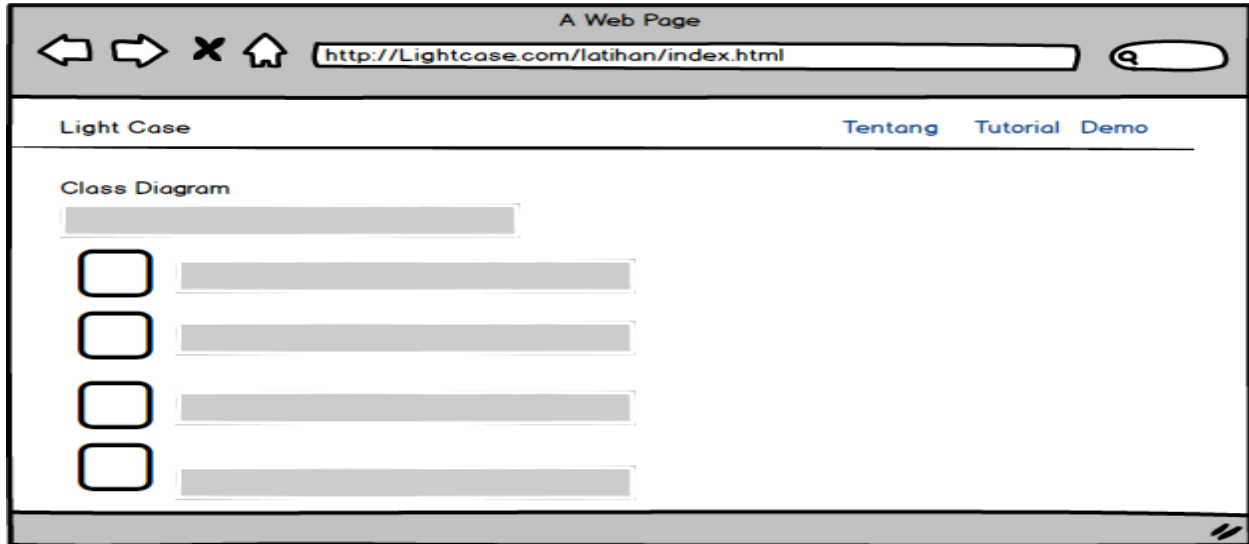 A Web Page
http://Lightcase.com/latihan/index.html
Light Case Tentang Tutorial Demo
Class Diagram